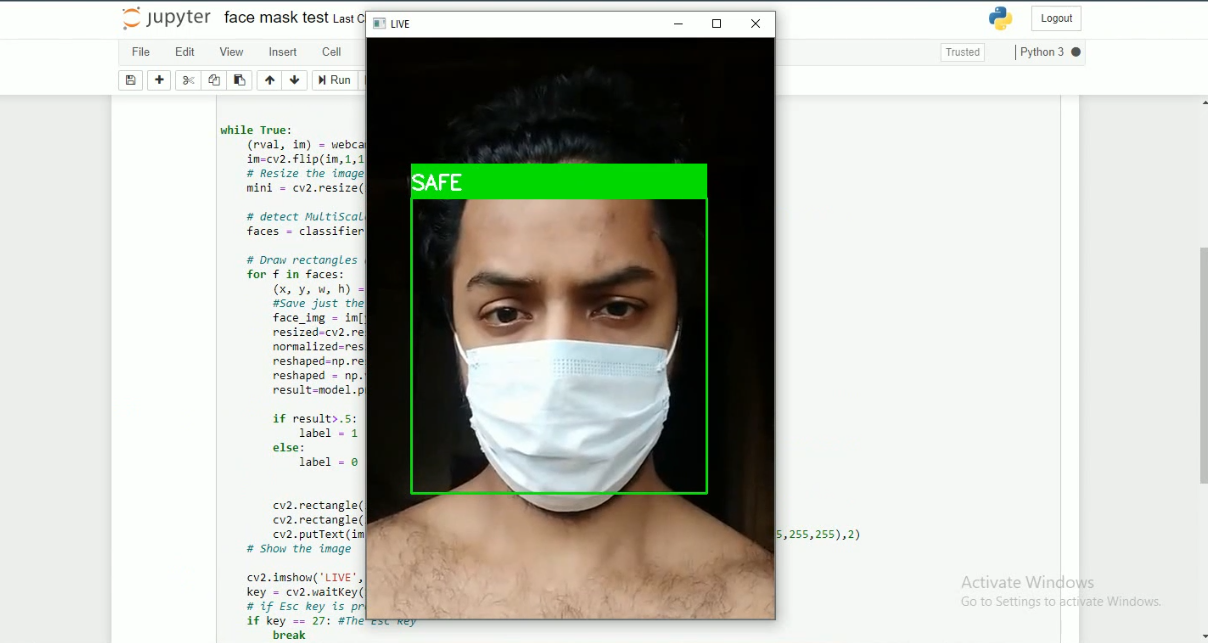 jupyter face mask test Last C
LIVE
Logout
File Edit View Insert Cell
Trusted
Python 3
Run
while True:
(rval, im) = webca
im=cv2.flip(im,1,1
# Resize the image
mini = cv2.resize(
# detect MultiScal
faces = classifier
# Draw rectangles
for f in faces:
(x, y, w, h) =
#Save just the
face_img = im[
resized=cv2.re
normalized=res
reshaped=np.re
reshaped = np.
result=model.p
if result>.5:
label = 1
else:
label = 0
cv2.rectangle(
cv2.rectangle(
cv2.putText(im
5,255,255),2)
# Show the image
cv2.imshow('LIVE',
key = cv2.waitKey(
# if Esc key is pr
if key == 27: #The Esc key
break
SAFE
Activate Windows
Go to Settings to activate Windows.